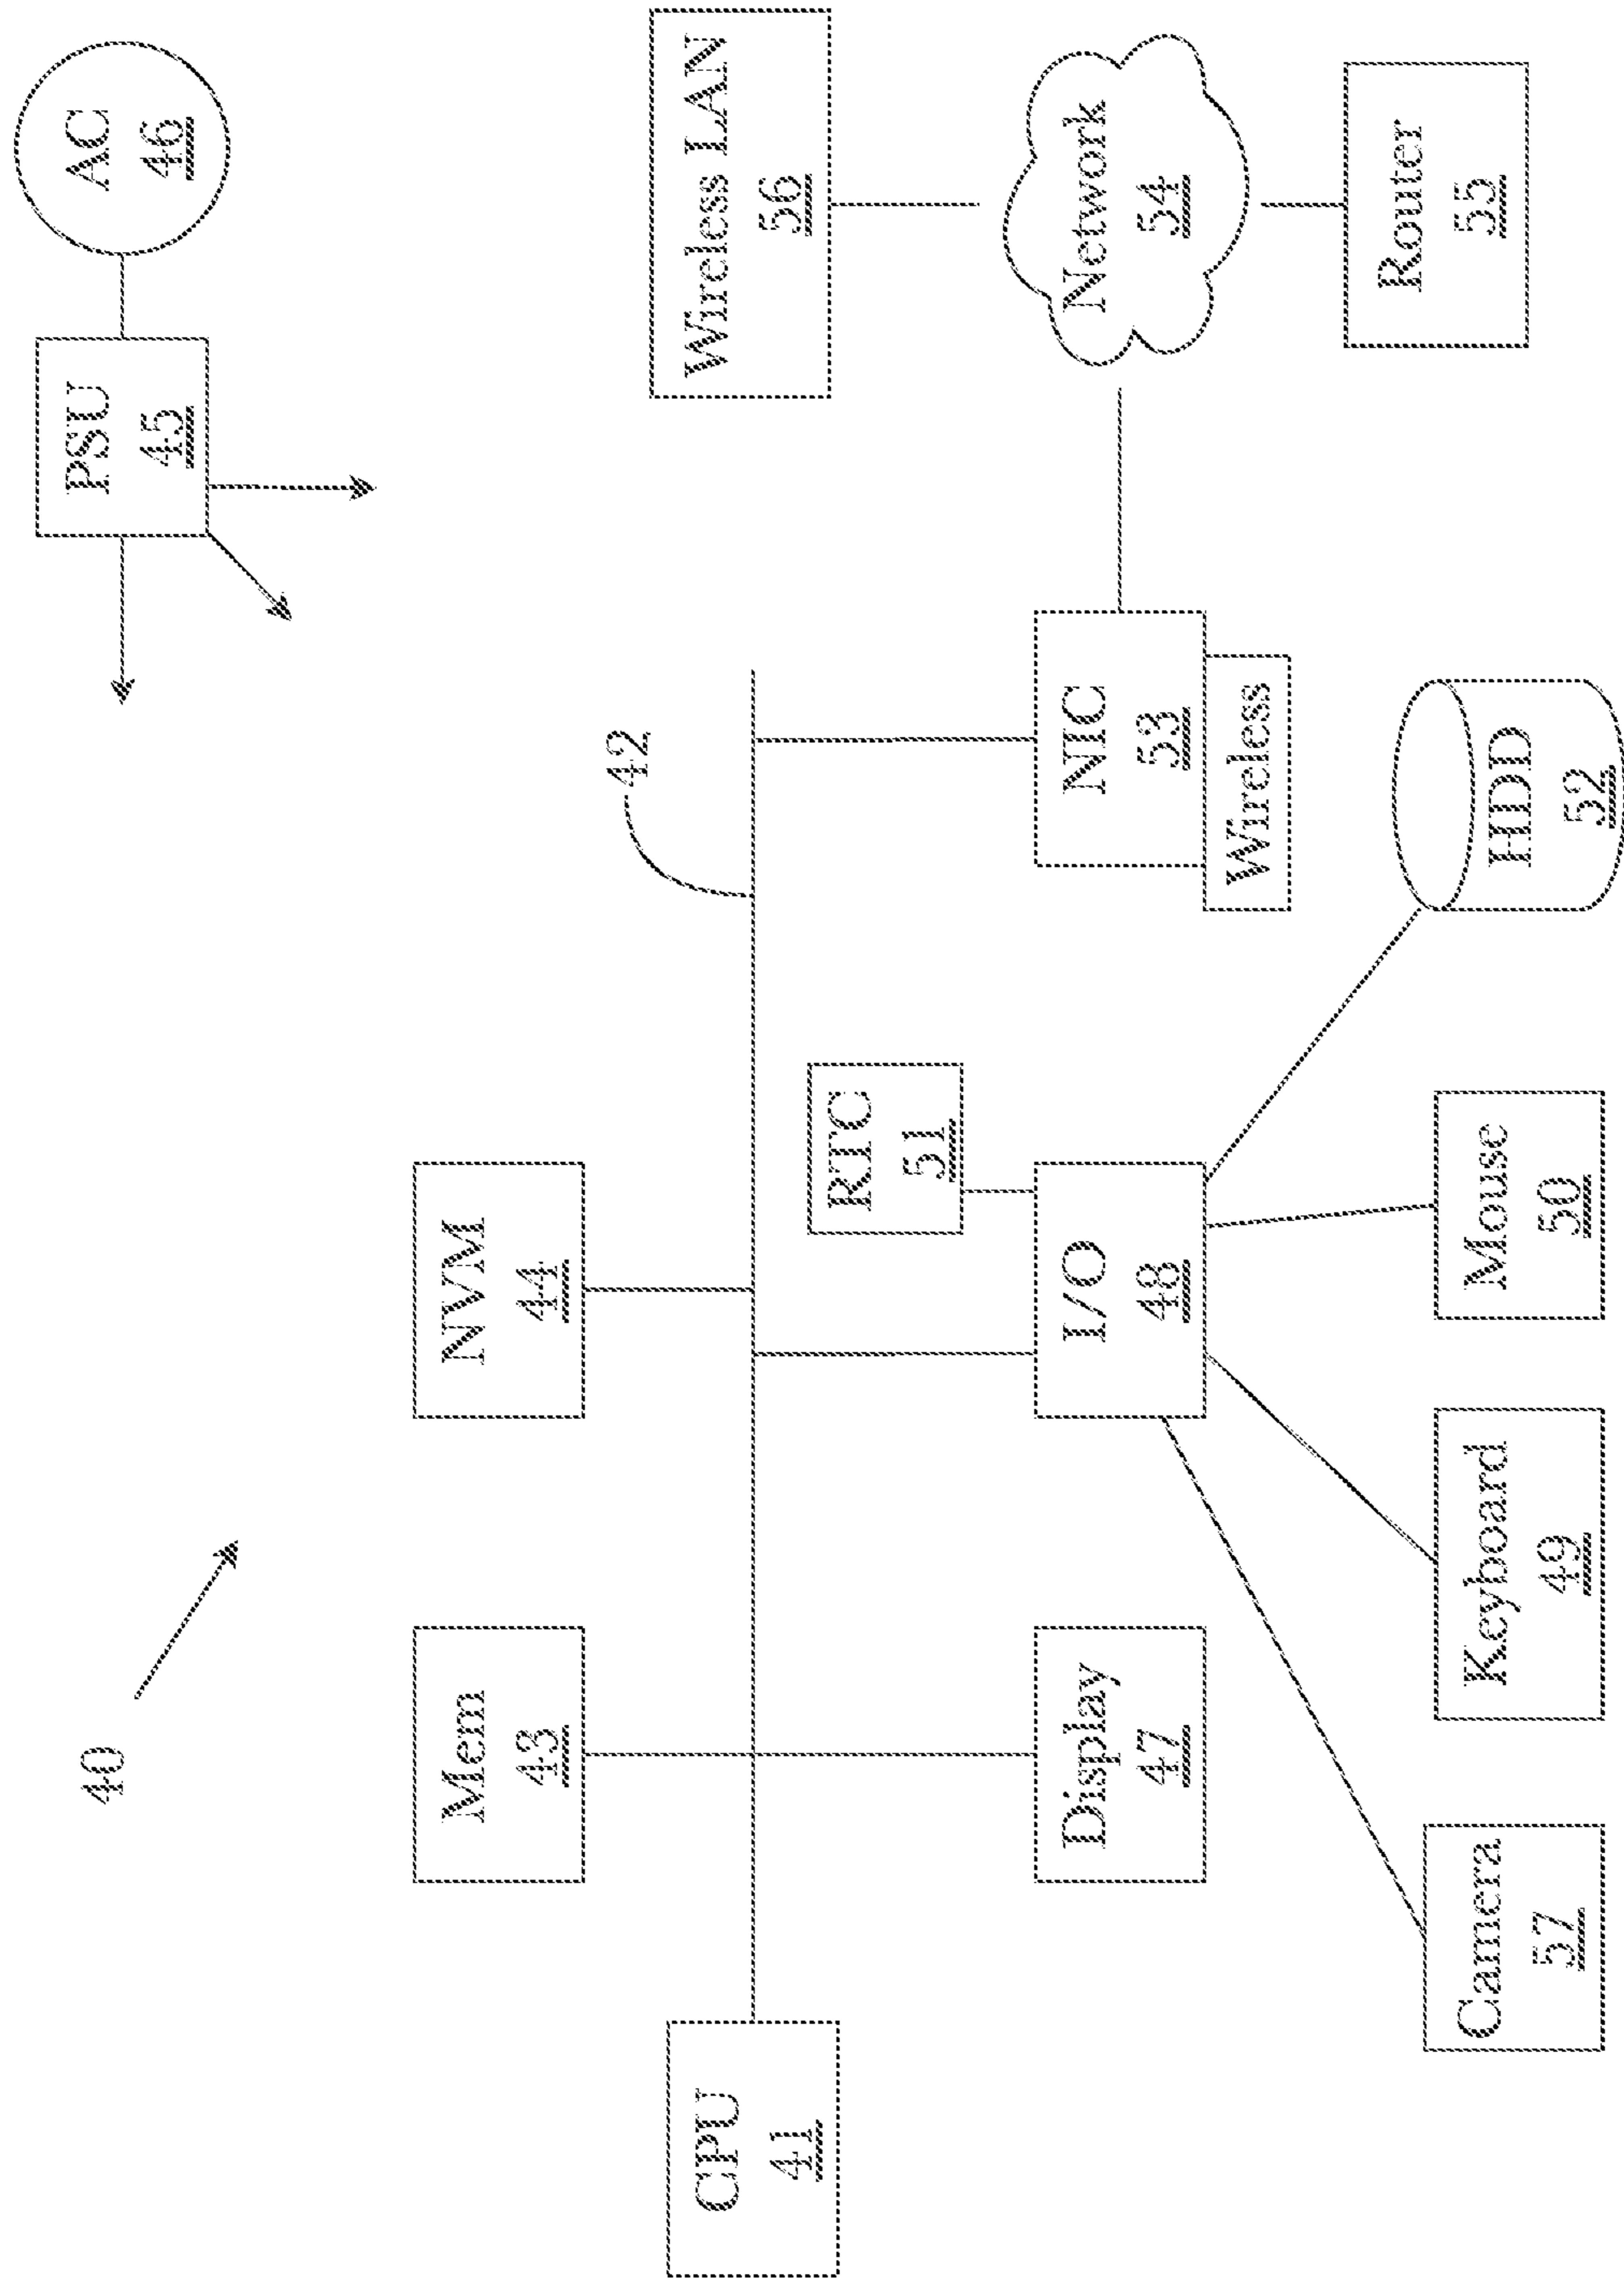 40
PSU
45
AC
46
Mem
43
NVM
44
42
CPU
41
Wireless LAN
56
RTC
51
Display
47
I/O
48
NIC
53
Wireless
Network
54
Router
55
Camera
57
Keyboard
49
Mouse
50
HDD
52